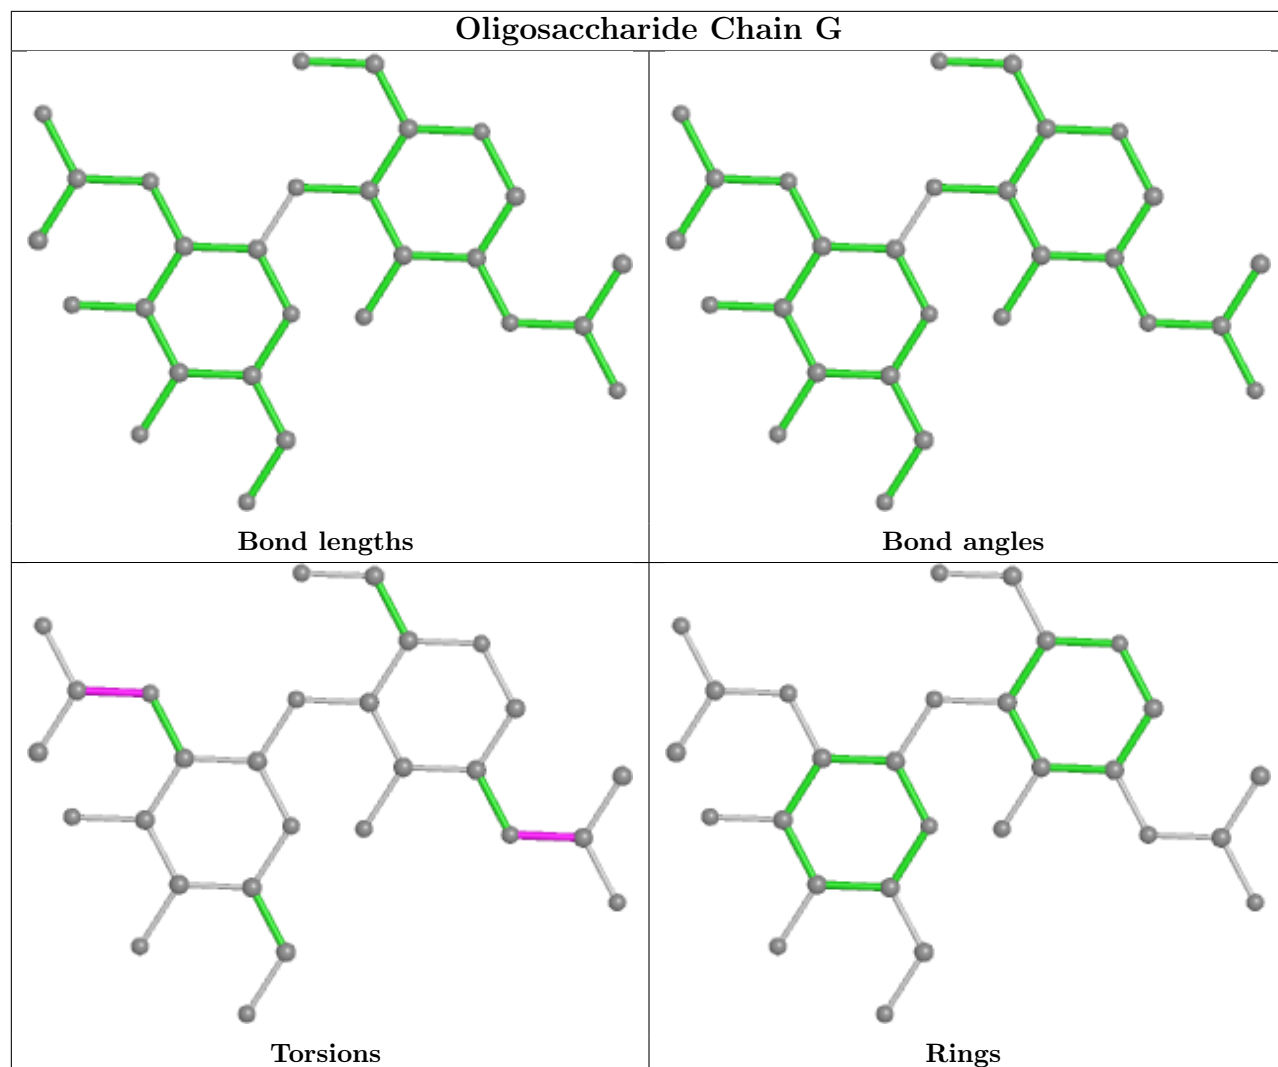 Oligosaccharide Chain G
Bond lengths
Bond angles
Torsions
Rings